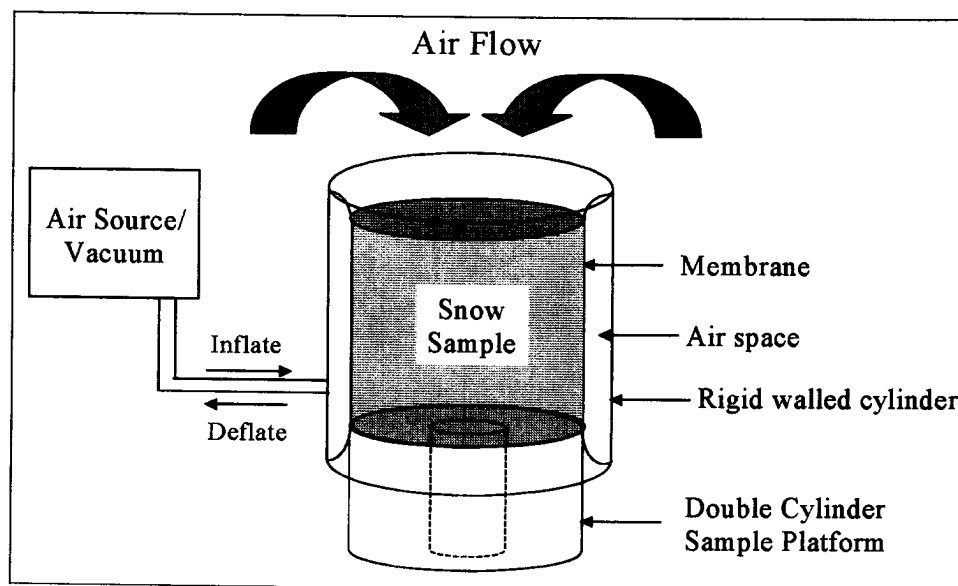 Air Flow
Air Source/
Vacuum
Inflate
Deflate
Snow
Sample
Membrane
Air space
Rigid walled cylinder
Double Cylinder
Sample Platform